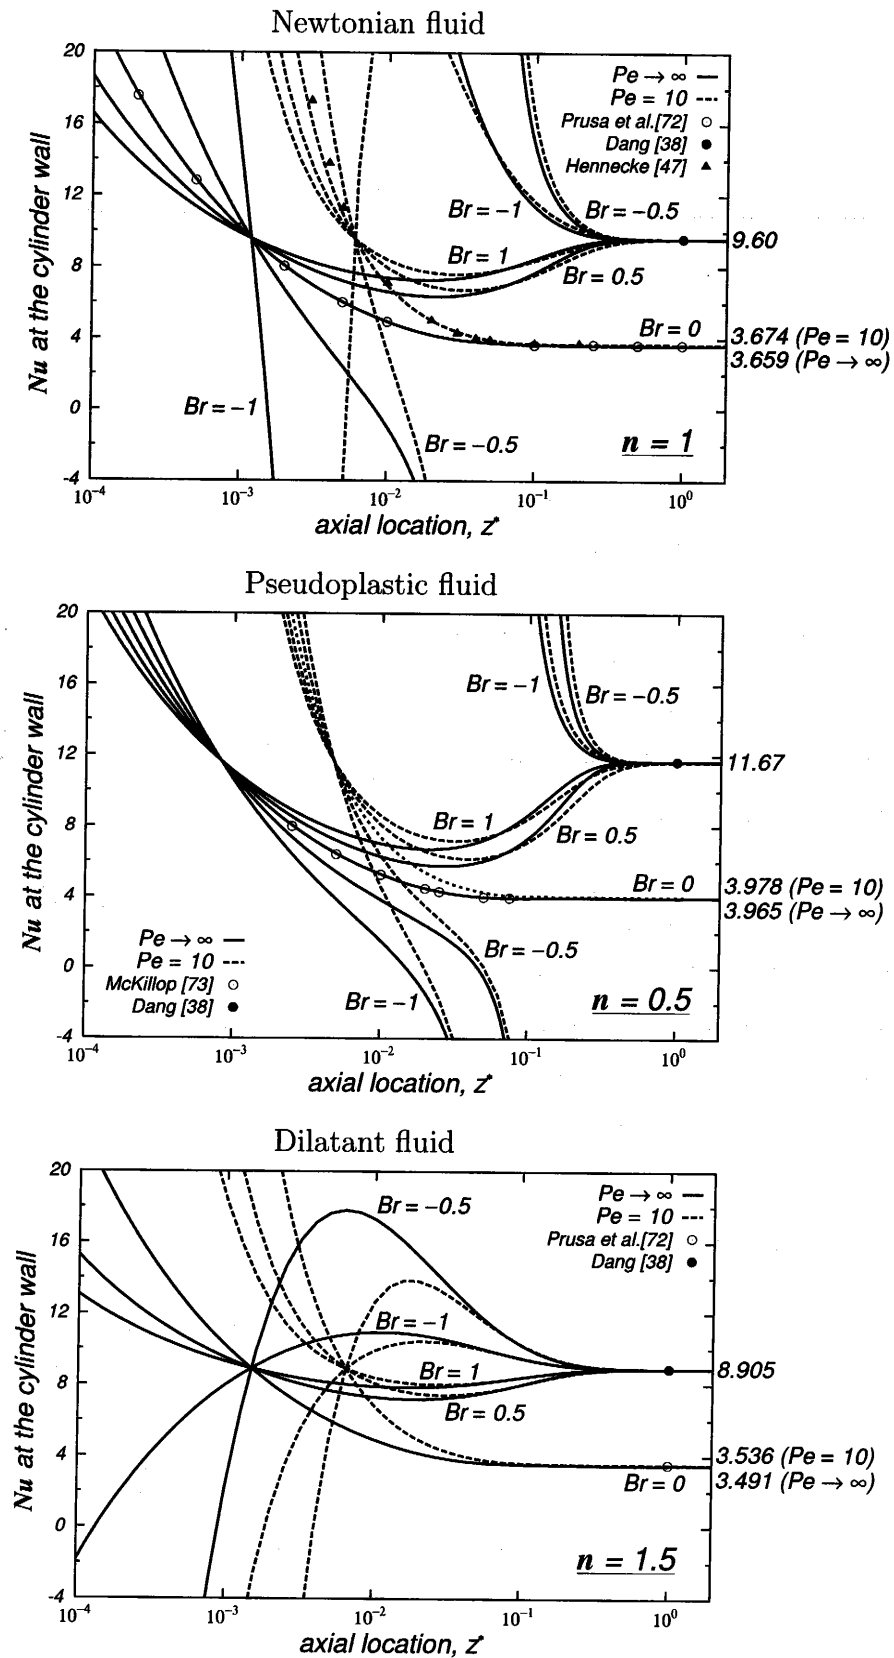 Newtonian fluid
20
16
12
8
4
0
-4
Nu at the cylinder wall
Pe → ∞
Pe = 10
Prusa et al.[72]
Dang [38]
Hennecke [47]
Br = −1
Br = −0.5
Br = 1
Br = 0.5
Br = 0
Br = −1
Br = −0.5
9.60
3.674 (Pe = 10)
3.659 (Pe → ∞)
n = 1
10⁻⁴ 10⁻³ 10⁻² 10⁻¹ 10⁰
axial location, z*
Pseudoplastic fluid
20
16
12
8
4
0
-4
Nu at the cylinder wall
Br = −1
Br = −0.5
11.67
Br = 1
Br = 0.5
Br = 0
3.978 (Pe = 10)
3.965 (Pe → ∞)
Pe → ∞
Pe = 10
McKillop [73]
Dang [38]
Br = −0.5
Br = −1
n = 0.5
10⁻⁴ 10⁻³ 10⁻² 10⁻¹ 10⁰
axial location, z*
Dilatant fluid
20
16
12
8
4
0
-4
Nu at the cylinder wall
Br = −0.5
Pe → ∞
Pe = 10
Prusa et al.[72]
Dang [38]
Br = −1
Br = 1
Br = 0.5
8.905
3.536 (Pe = 10)
3.491 (Pe → ∞)
Br = 0
n = 1.5
10⁻⁴ 10⁻³ 10⁻² 10⁻¹ 10⁰
axial location, z*